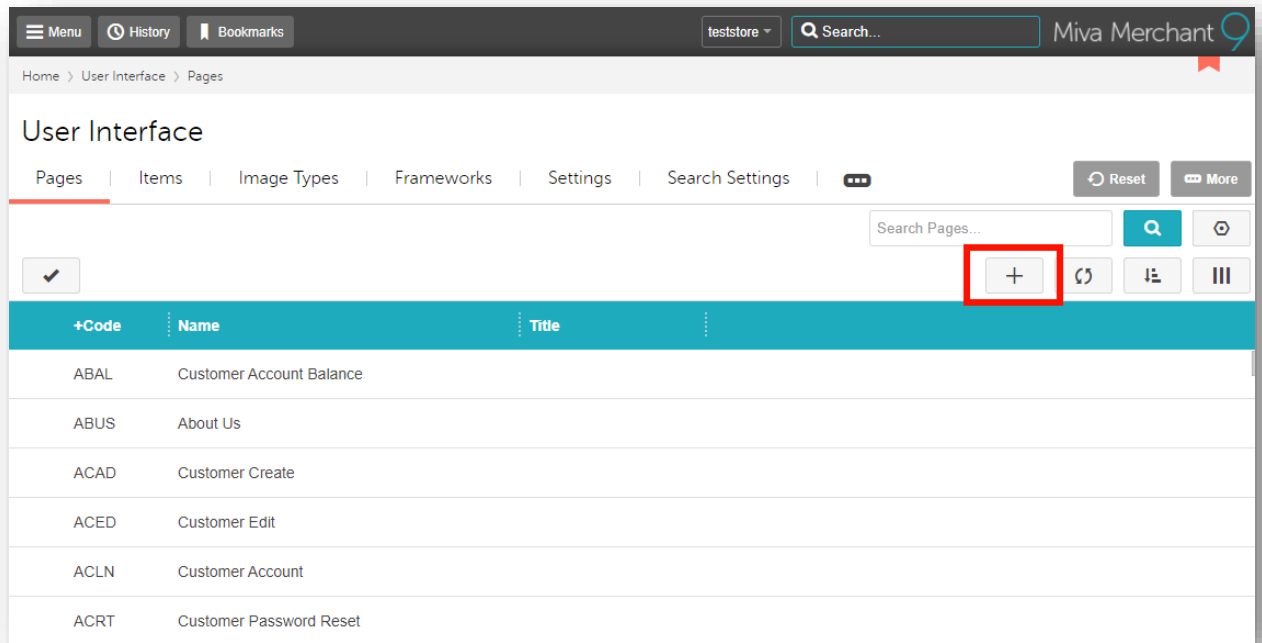 Menu History Bookmarks teststore Search... Miva Merchant 9
Home > User Interface > Pages
User Interface
Pages | Items | Image Types | Frameworks | Settings | Search Settings | Reset More
Search Pages...
+Code Name Title
ABAL Customer Account Balance
ABUS About Us
ACAD Customer Create
ACED Customer Edit
ACLN Customer Account
ACRT Customer Password Reset